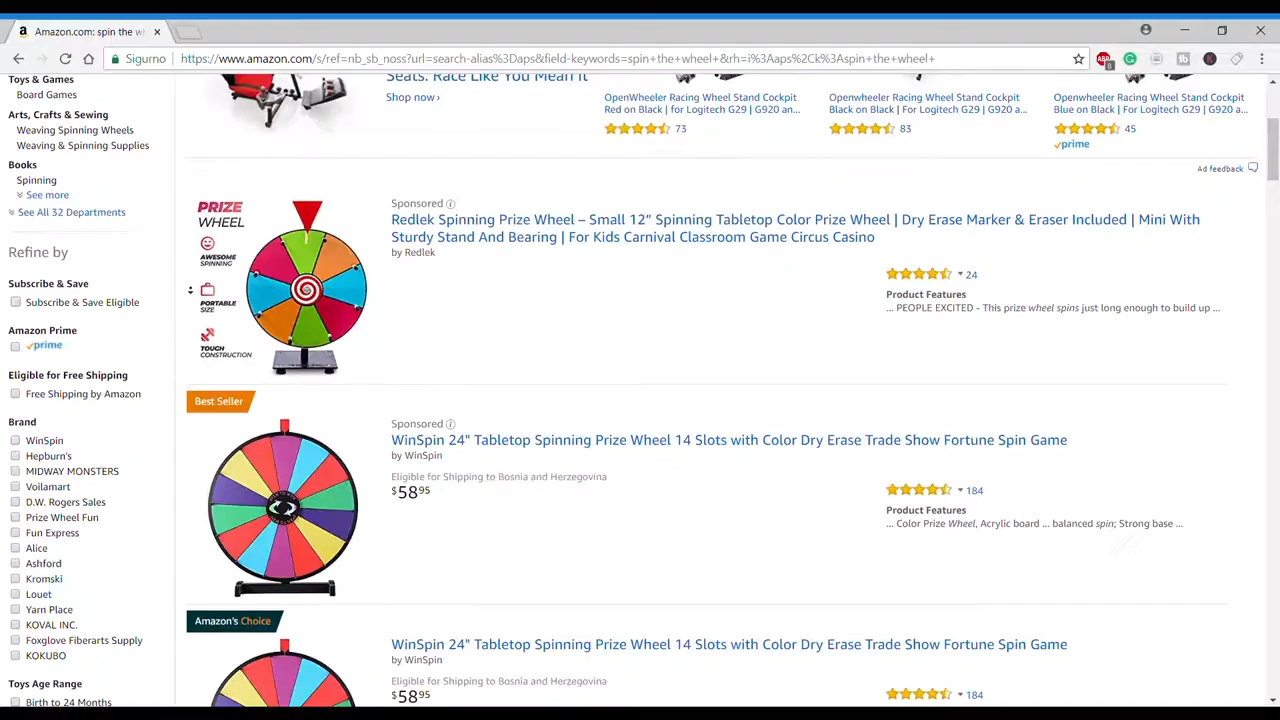 Amazon.com: spin the w
Sigurno
https://www.amazon.com/s/ref=nb_sb_noss?url=search-alias%3Daps&field-keywords=spin+the+wheel+&rh=i%3Aaps%2Ck%3Aspin+the+wheel+
Toys & Games
Board Games
Arts, Crafts & Sewing
Weaving Spinning Wheels
Weaving & Spinning Supplies
Books
Spinning
See more
See All 32 Departments
Refine by
Subscribe & Save
Subscribe & Save Eligible
Amazon Prime
prime
Eligible for Free Shipping
Free Shipping by Amazon
Brand
WinSpin
Hepburn's
MIDWAY MONSTERS
Voilamart
D.W. Rogers Sales
Prize Wheel Fun
Fun Express
Alice
Ashford
Kromski
Louet
Yarn Place
KOVAL INC.
Foxglove Fiberarts Supply
KOKUBO
Toys Age Range
Birth to 24 Months
Seats. Race Like You Mean It
Shop now ›
OpenWheeler Racing Wheel Stand Cockpit
Red on Black | for Logitech G29 | G920 an...
73
OpenWheeler Racing Wheel Stand Cockpit
Black on Black | For Logitech G29 | G920 a...
83
OpenWheeler Racing Wheel Stand Cockpit
Blue on Black | For Logitech G29 | G920 a...
45
prime
Ad feedback
PRIZE
WHEEL
AWESOME
SPINNING
PORTABLE
SIZE
TOUGH
CONSTRUCTION
Sponsored
Redlek Spinning Prize Wheel – Small 12” Spinning Tabletop Color Prize Wheel | Dry Erase Marker & Eraser Included | Mini With
Sturdy Stand And Bearing | For Kids Carnival Classroom Game Circus Casino
by Redlek
24
Product Features
... PEOPLE EXCITED - This prize wheel spins just long enough to build up ...
Best Seller
Sponsored
WinSpin 24" Tabletop Spinning Prize Wheel 14 Slots with Color Dry Erase Trade Show Fortune Spin Game
by WinSpin
Eligible for Shipping to Bosnia and Herzegovina
$58 95
184
Product Features
... Color Prize Wheel, Acrylic board ... balanced spin; Strong base ...
Amazon's Choice
WinSpin 24" Tabletop Spinning Prize Wheel 14 Slots with Color Dry Erase Trade Show Fortune Spin Game
by WinSpin
Eligible for Shipping to Bosnia and Herzegovina
$58 95
184